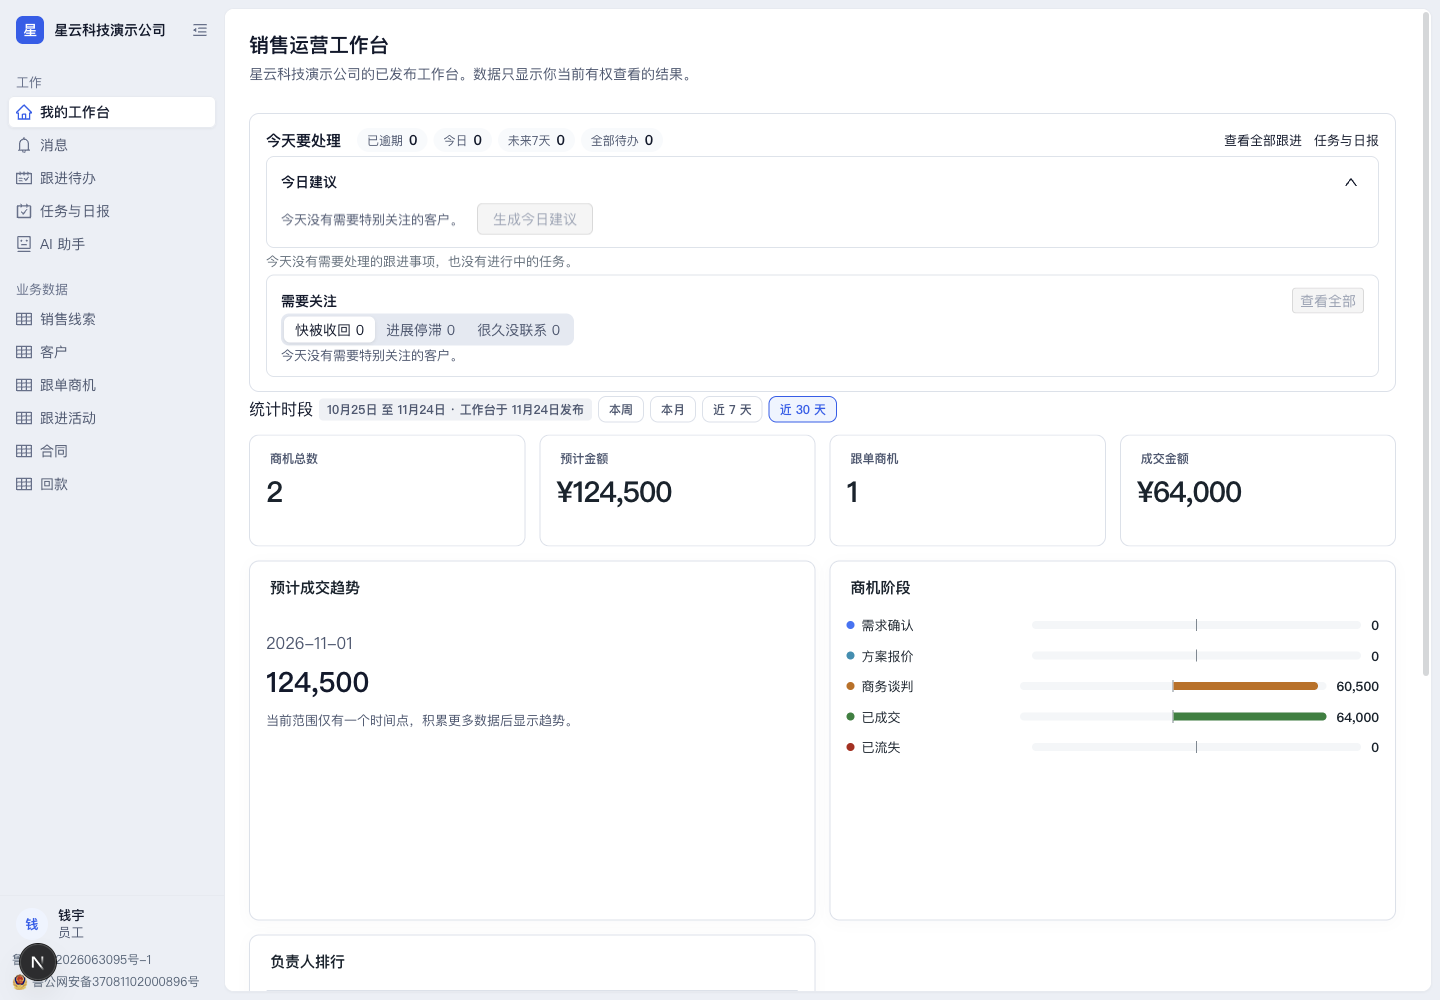 星 星云科技演示公司
工作
我的工作台
消息
跟进待办
任务与日报
AI 助手
业务数据
销售线索
客户
跟单商机
跟进活动
合同
回款
钱 钱宇
员工
2026063095号-1
鲁公网安备37081102000896号
N
销售运营工作台
星云科技演示公司的已发布工作台。数据只显示你当前有权查看的结果。
今天要处理 已逾期 0 今日 0 未来7天 0 全部待办 0 查看全部跟进 任务与日报
今日建议
今天没有需要特别关注的客户。 生成今日建议
今天没有需要处理的跟进事项，也没有进行中的任务。
需要关注 查看全部
快被收回 0 进展停滞 0 很久没联系 0
今天没有需要特别关注的客户。
统计时段 10月25日 至 11月24日 · 工作台于 11月24日发布 本周 本月 近 7 天 近 30 天
商机总数
2
预计金额
¥124,500
跟单商机
1
成交金额
¥64,000
预计成交趋势
2026-11-01
124,500
当前范围仅有一个时间点，积累更多数据后显示趋势。
商机阶段
需求确认 0
方案报价 0
商务谈判 60,500
已成交 64,000
已流失 0
负责人排行